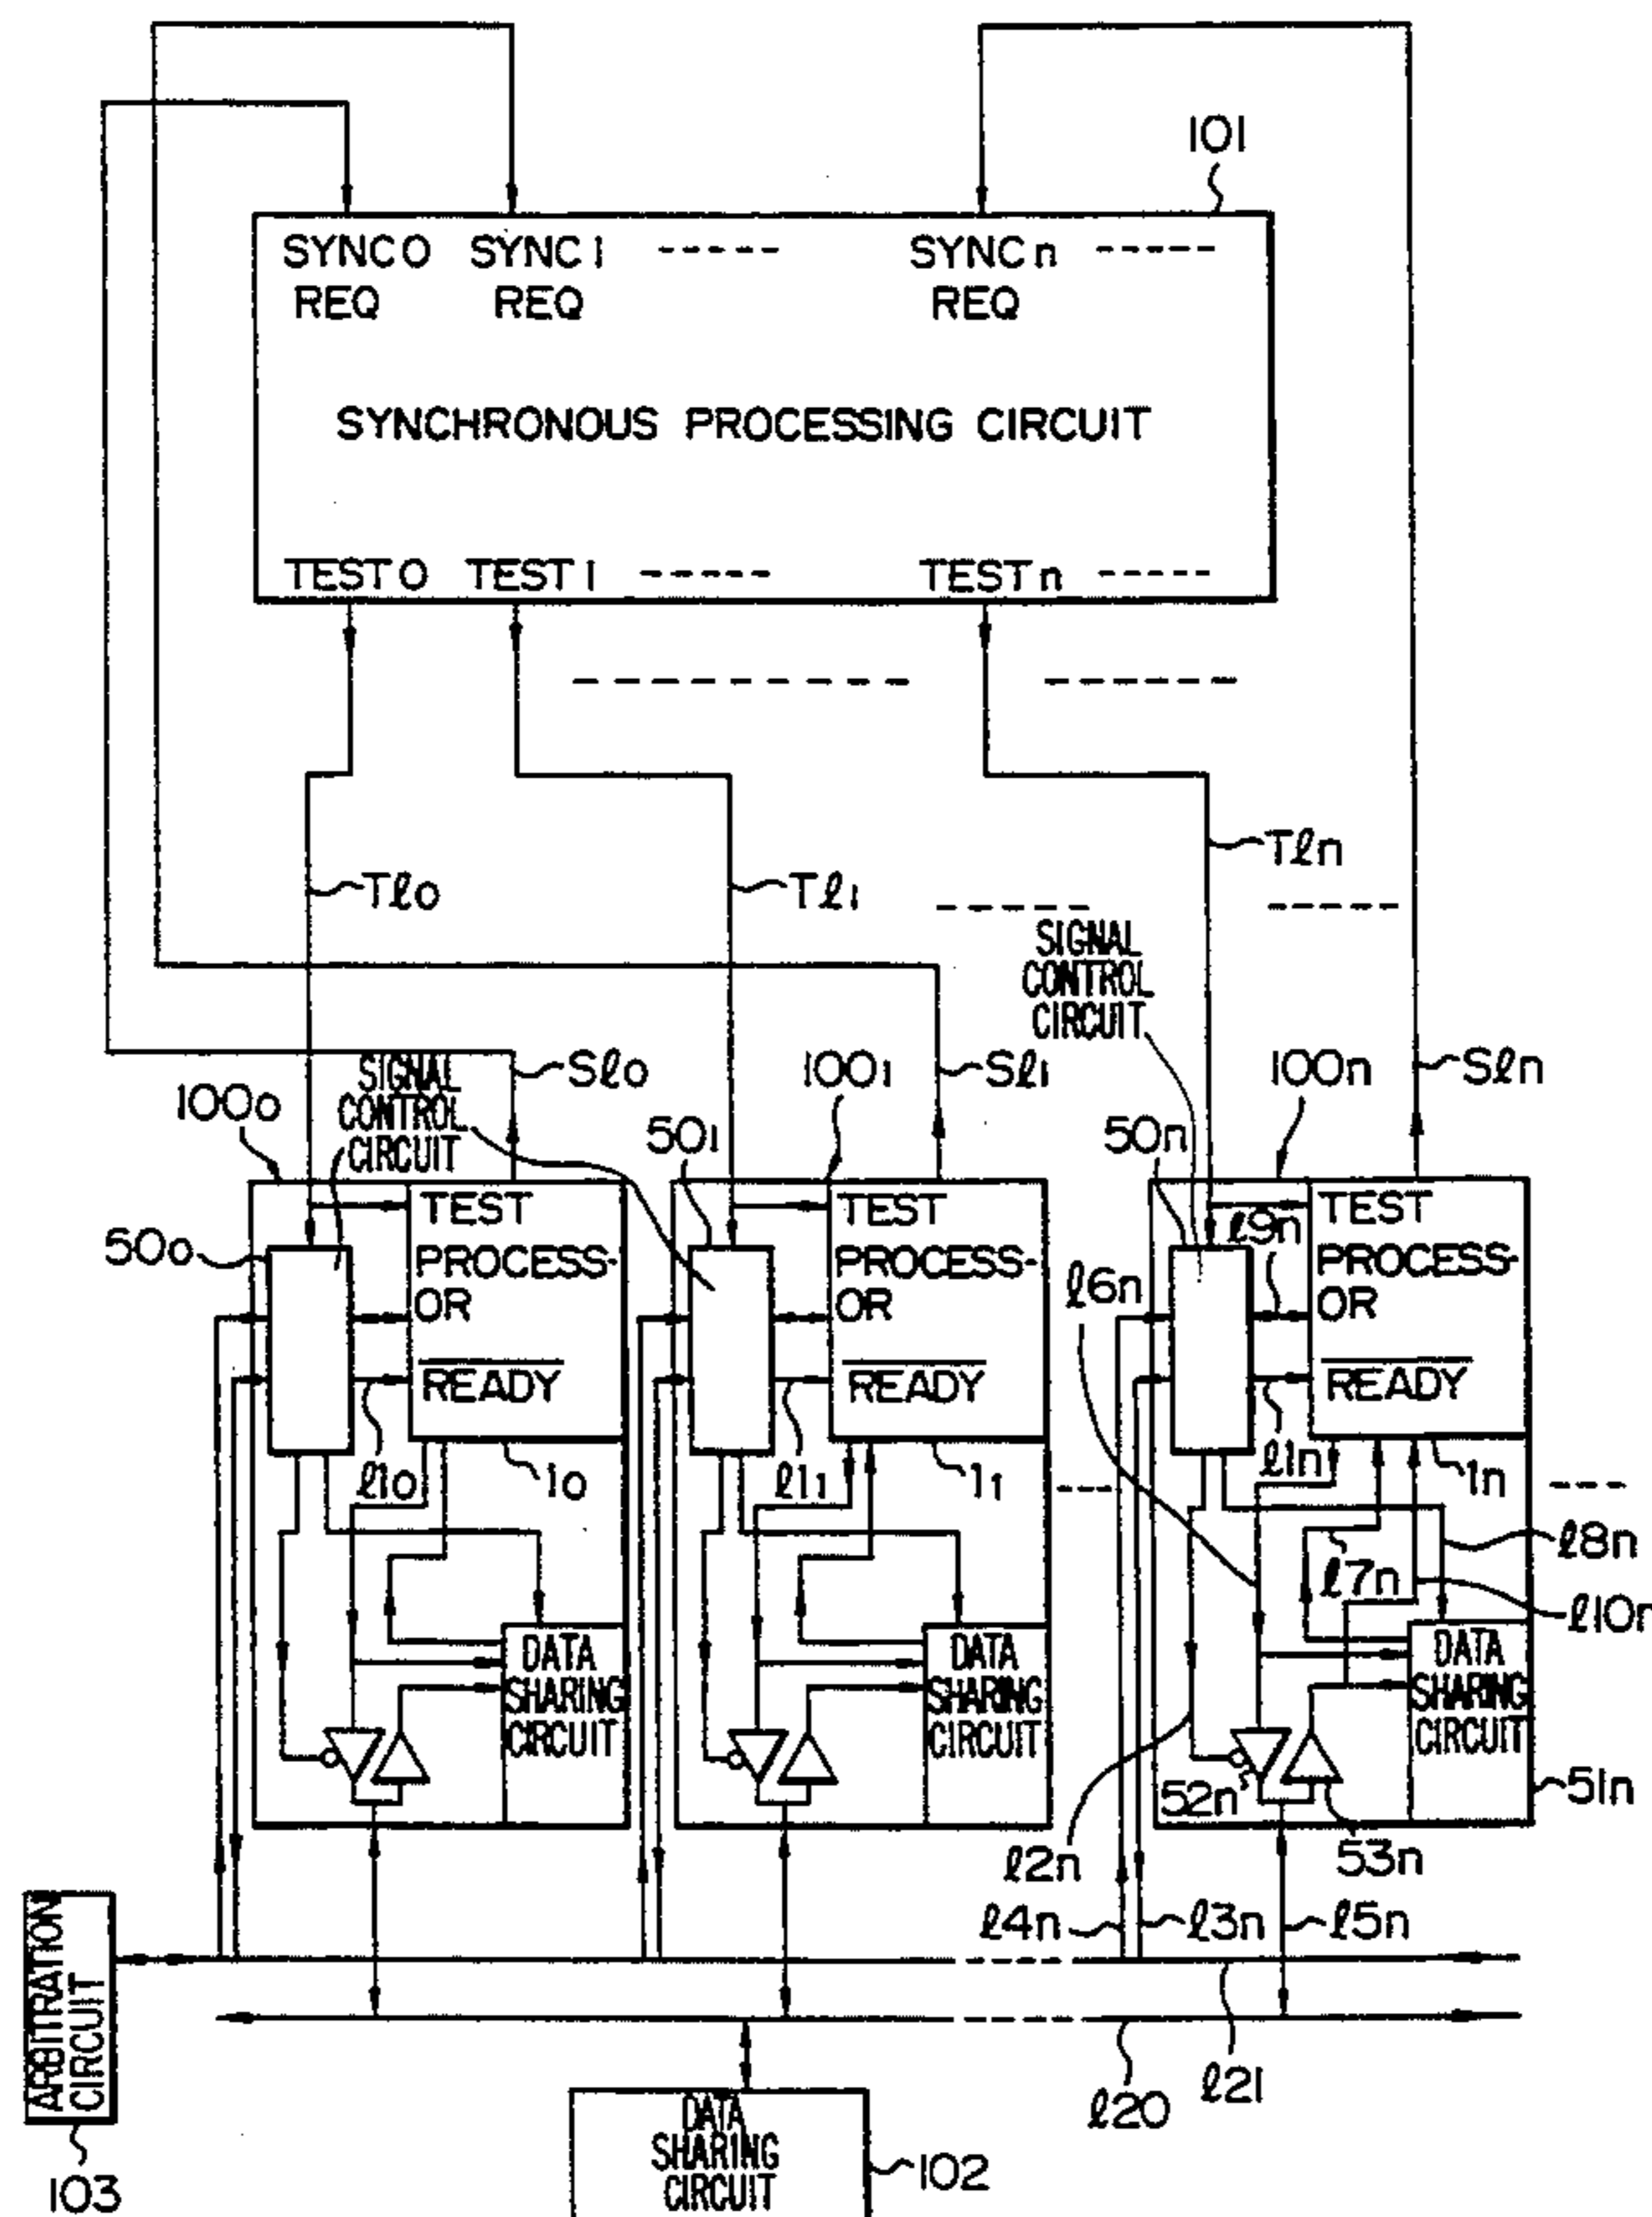 101
SYNC0 SYNC1 ----- SYNCn -----
REQ REQ REQ
SYNCHRONOUS PROCESSING CIRCUIT
TEST0 TEST1 ----- TESTn -----
Tℓ0
Tℓ1
Tℓn
SIGNAL
CONTROL
CIRCUIT
Sℓ0
Sℓ1
Sℓn
SIGNAL
CONTROL
CIRCUIT
1000
1001
100n
500
501
50n
TEST
PROCESS-
OR
READY
TEST
PROCESS-
OR
READY
TEST
PROCESS-
OR
READY
ℓ9n
ℓ6n
ℓ10
10
ℓ11
11
ℓ1n
1n
ℓ8n
ℓ7n
ℓ10n
DATA
SHARING
CIRCUIT
DATA
SHARING
CIRCUIT
DATA
SHARING
CIRCUIT
52n
51n
53n
ℓ2n
ℓ4n
ℓ3n
ℓ5n
ARBITRATION
CIRCUIT
103
ℓ21
ℓ20
DATA
SHARING
CIRCUIT
102